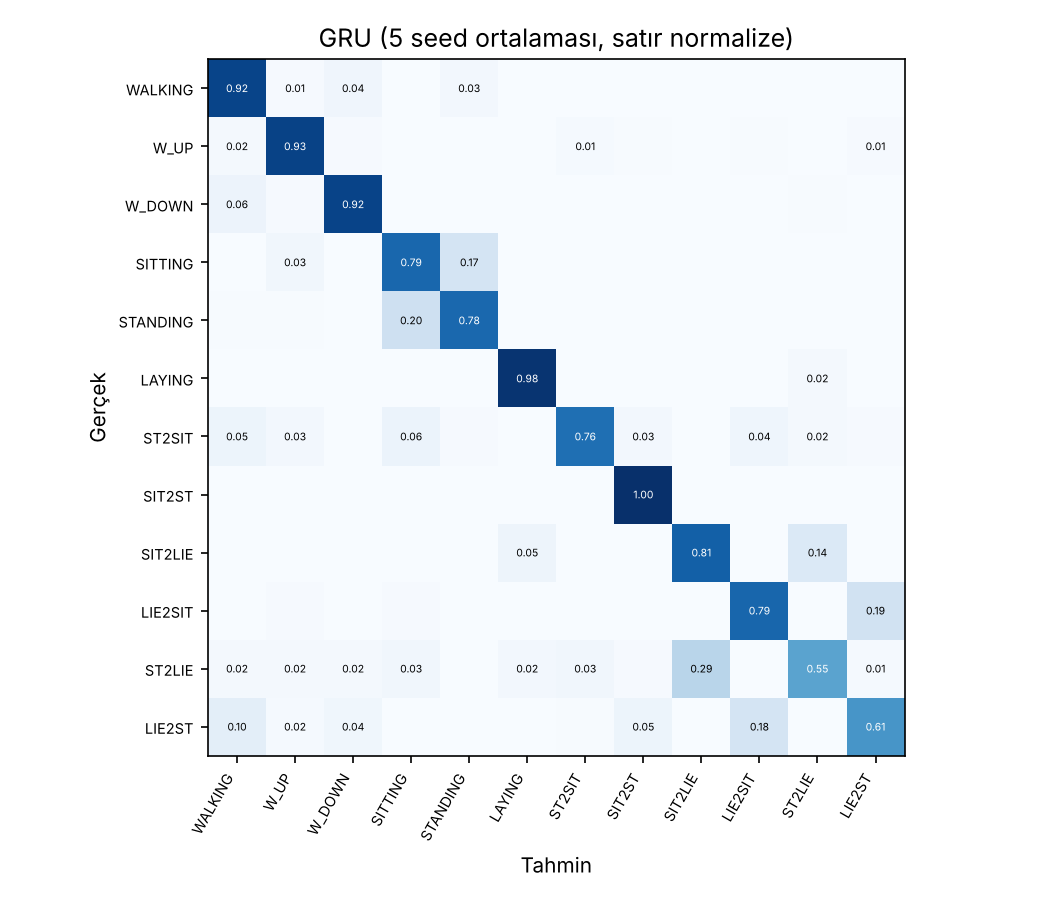 GRU (5 seed ortalaması, satır normalize)
WALKING 0.92 0.01 0.04 0.03
W_UP 0.02 0.93 0.01 0.01
W_DOWN 0.06 0.92
SITTING 0.03 0.79 0.17
STANDING 0.20 0.78
LAYING 0.98 0.02
ST2SIT 0.05 0.03 0.06 0.76 0.03 0.04 0.02
SIT2ST 1.00
SIT2LIE 0.05 0.81 0.14
LIE2SIT 0.79 0.19
ST2LIE 0.02 0.02 0.02 0.03 0.02 0.03 0.29 0.55 0.01
LIE2ST 0.10 0.02 0.04 0.05 0.18 0.61
Gerçek
WALKING W_UP W_DOWN SITTING STANDING LAYING ST2SIT SIT2ST SIT2LIE LIE2SIT ST2LIE LIE2ST
Tahmin